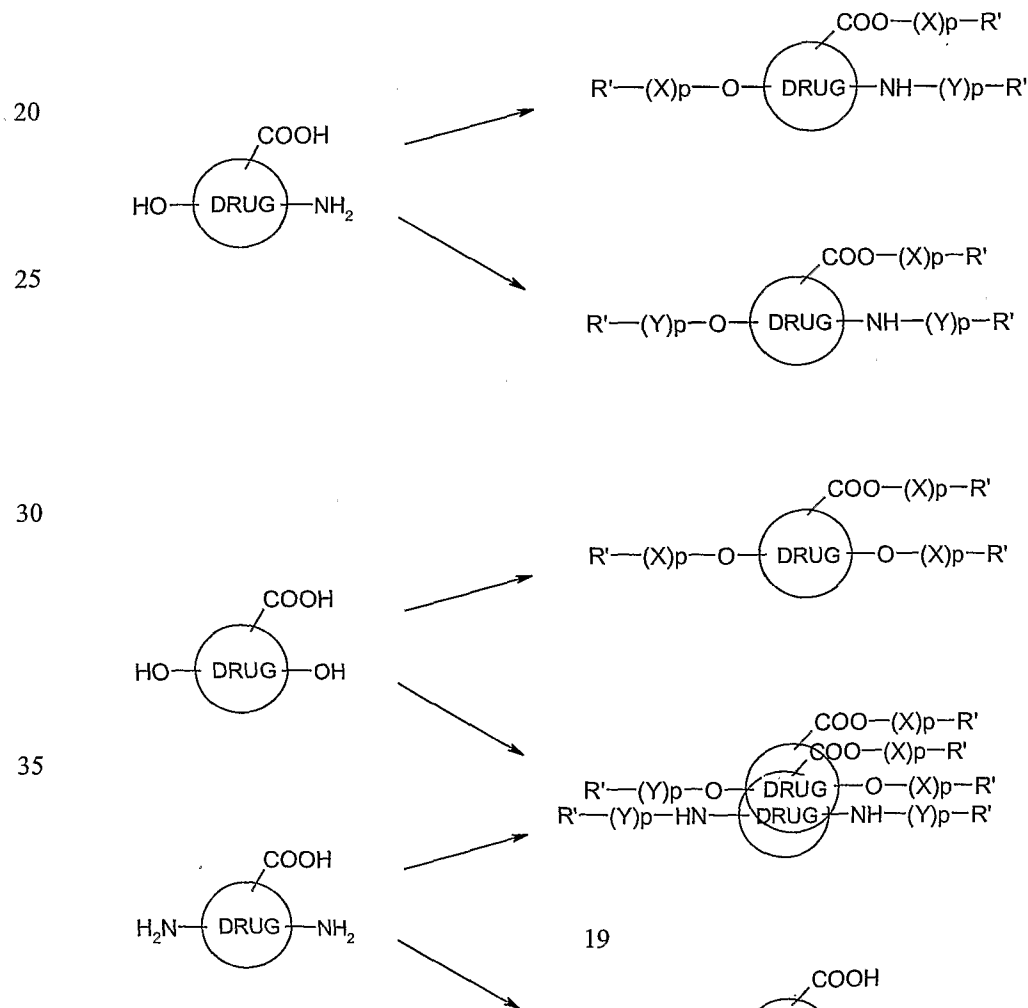 COO—(X)p—R'
R'—(X)p—O—DRUG—NH—(Y)p—R'
20
COOH
HO—DRUG—NH₂
25
COO—(X)p—R'
R'—(Y)p—O—DRUG—NH—(Y)p—R'
30
COO—(X)p—R'
R'—(X)p—O—DRUG—O—(X)p—R'
COOH
HO—DRUG—OH
35
COO—(X)p—R'
COO—(X)p—R'
R'—(Y)p—O—DRUG—O—(X)p—R'
R'—(Y)p—HN—DRUG—NH—(Y)p—R'
COOH
H₂N—DRUG—NH₂
19
COOH